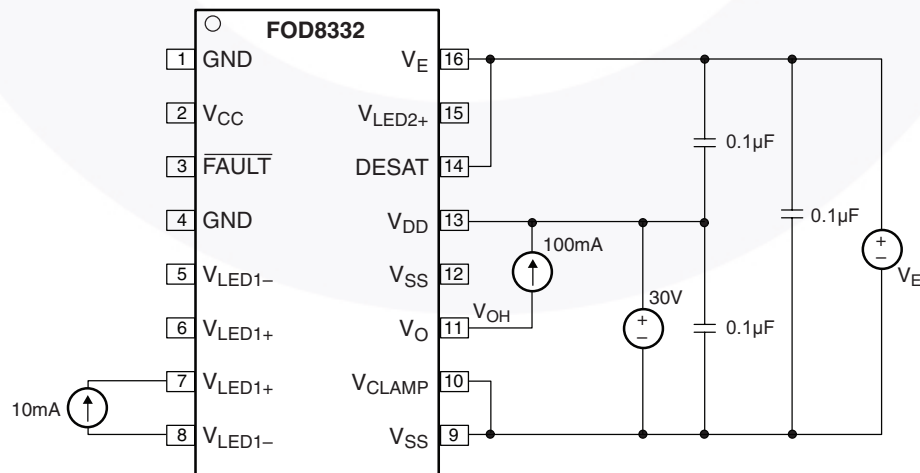 FOD8332
1 GND
2 VCC
3 FAULT
4 GND
5 VLED1–
6 VLED1+
7 VLED1+
8 VLED1–
VE 16
VLED2+ 15
DESAT 14
VDD 13
VSS 12
VO 11
VCLAMP 10
VSS 9
10mA
VOH
100mA
30V
+
–
0.1µF
0.1µF
0.1µF
+
–
VE